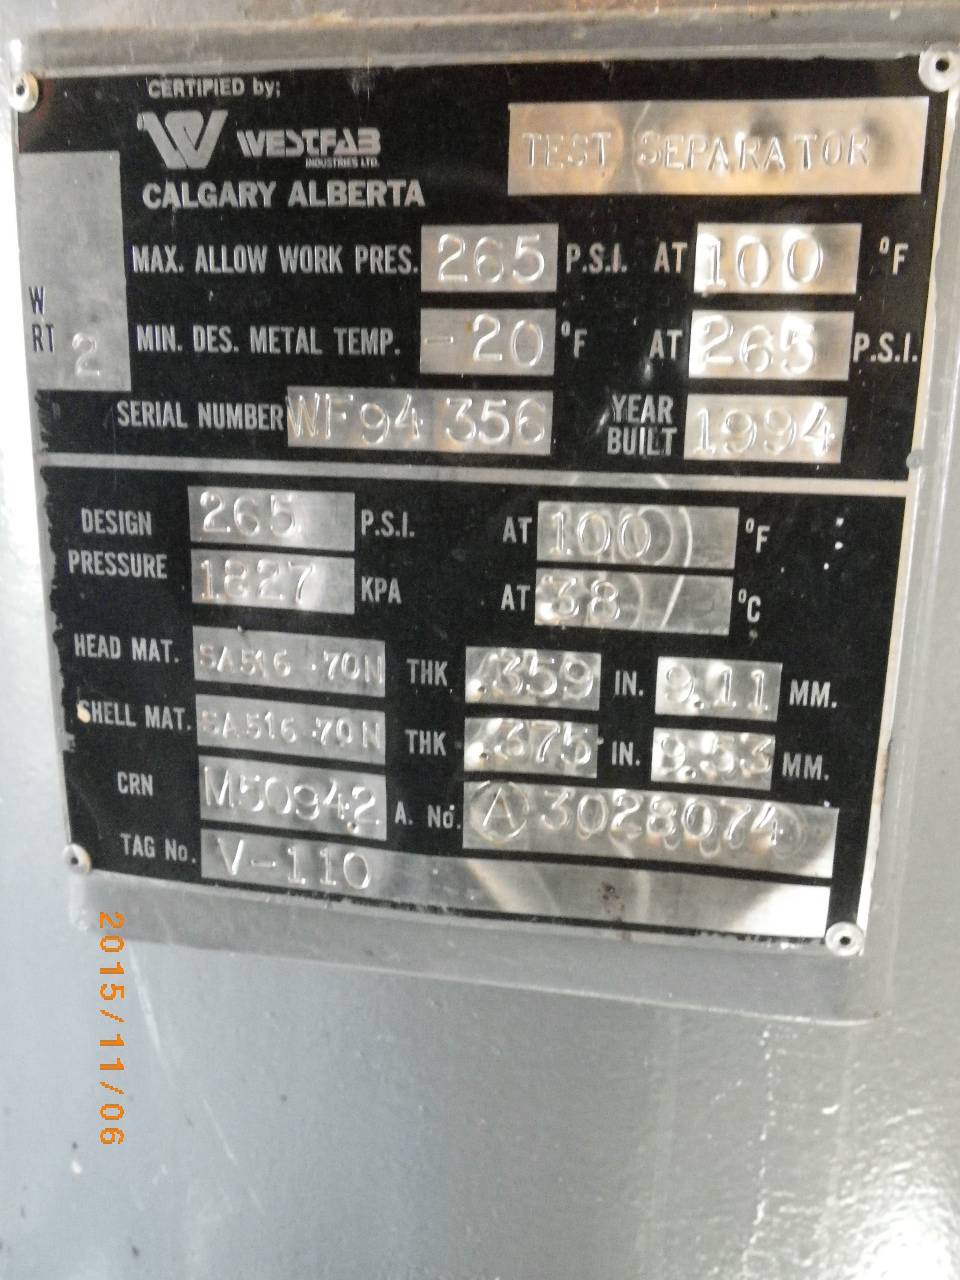 CERTIFIED by;
W WESTFAB
INDUSTRIES LTD.
CALGARY ALBERTA
TEST SEPARATOR
W
RT 2
MAX. ALLOW WORK PRES. 265 P.S.I. AT 100 °F
MIN. DES. METAL TEMP. -20 °F AT 265 P.S.I.
SERIAL NUMBER WF94 356 YEAR BUILT 1994
DESIGN PRESSURE 265 P.S.I. AT 100 °F
1827 KPA AT 38 °C
HEAD MAT. SA516-70N THK .359 IN. 9.11 MM.
SHELL MAT. SA516-70N THK .375 IN. 9.53 MM.
CRN M5094.2 A. No. A 3028074
TAG No. V-110
2015/11/06